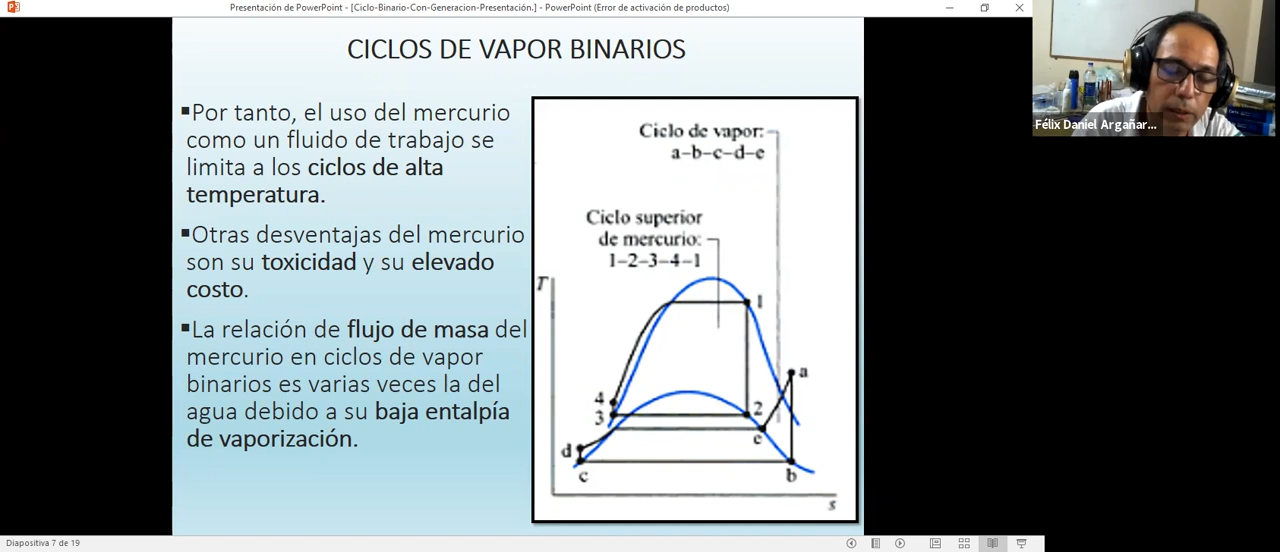 Presentación de PowerPoint - [Ciclo-Binario-Con-Generacion-Presentación.] - PowerPoint (Error de activación de productos)
CICLOS DE VAPOR BINARIOS
▪Por tanto, el uso del mercurio
como un fluido de trabajo se
limita a los ciclos de alta
temperatura.
▪Otras desventajas del mercurio
son su toxicidad y su elevado
costo.
▪La relación de flujo de masa del
mercurio en ciclos de vapor
binarios es varias veces la del
agua debido a su baja entalpía
de vaporización.
Ciclo de vapor:
a-b-c-d-e
Ciclo superior
de mercurio:
1-2-3-4-1
T
1
a
4
3
2
e
d
c
b
s
Félix Daniel Argañar...
Diapositiva 7 de 19